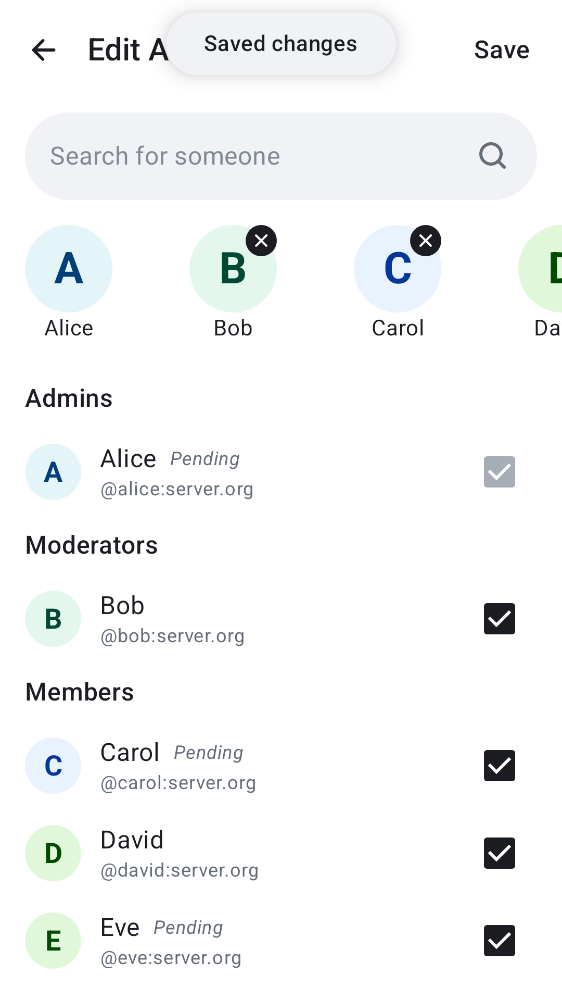 Edit A
Saved changes
Save
Search for someone
A
B
C
D
Alice
Bob
Carol
Da
Admins
A
Alice Pending
@alice:server.org
Moderators
B
Bob
@bob:server.org
Members
C
Carol Pending
@carol:server.org
D
David
@david:server.org
E
Eve Pending
@eve:server.org